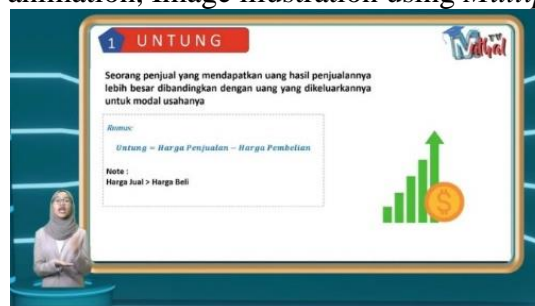 animation, Image illustration using Multip
1 UNTUNG
Seorang penjual yang mendapatkan uang hasil penjualannya
lebih besar dibandingkan dengan uang yang dikeluarkannya
untuk modal usahanya
Rumus:
Untung = Harga Penjualan – Harga Pembelian
Note :
Harga Jual > Harga Beli
$